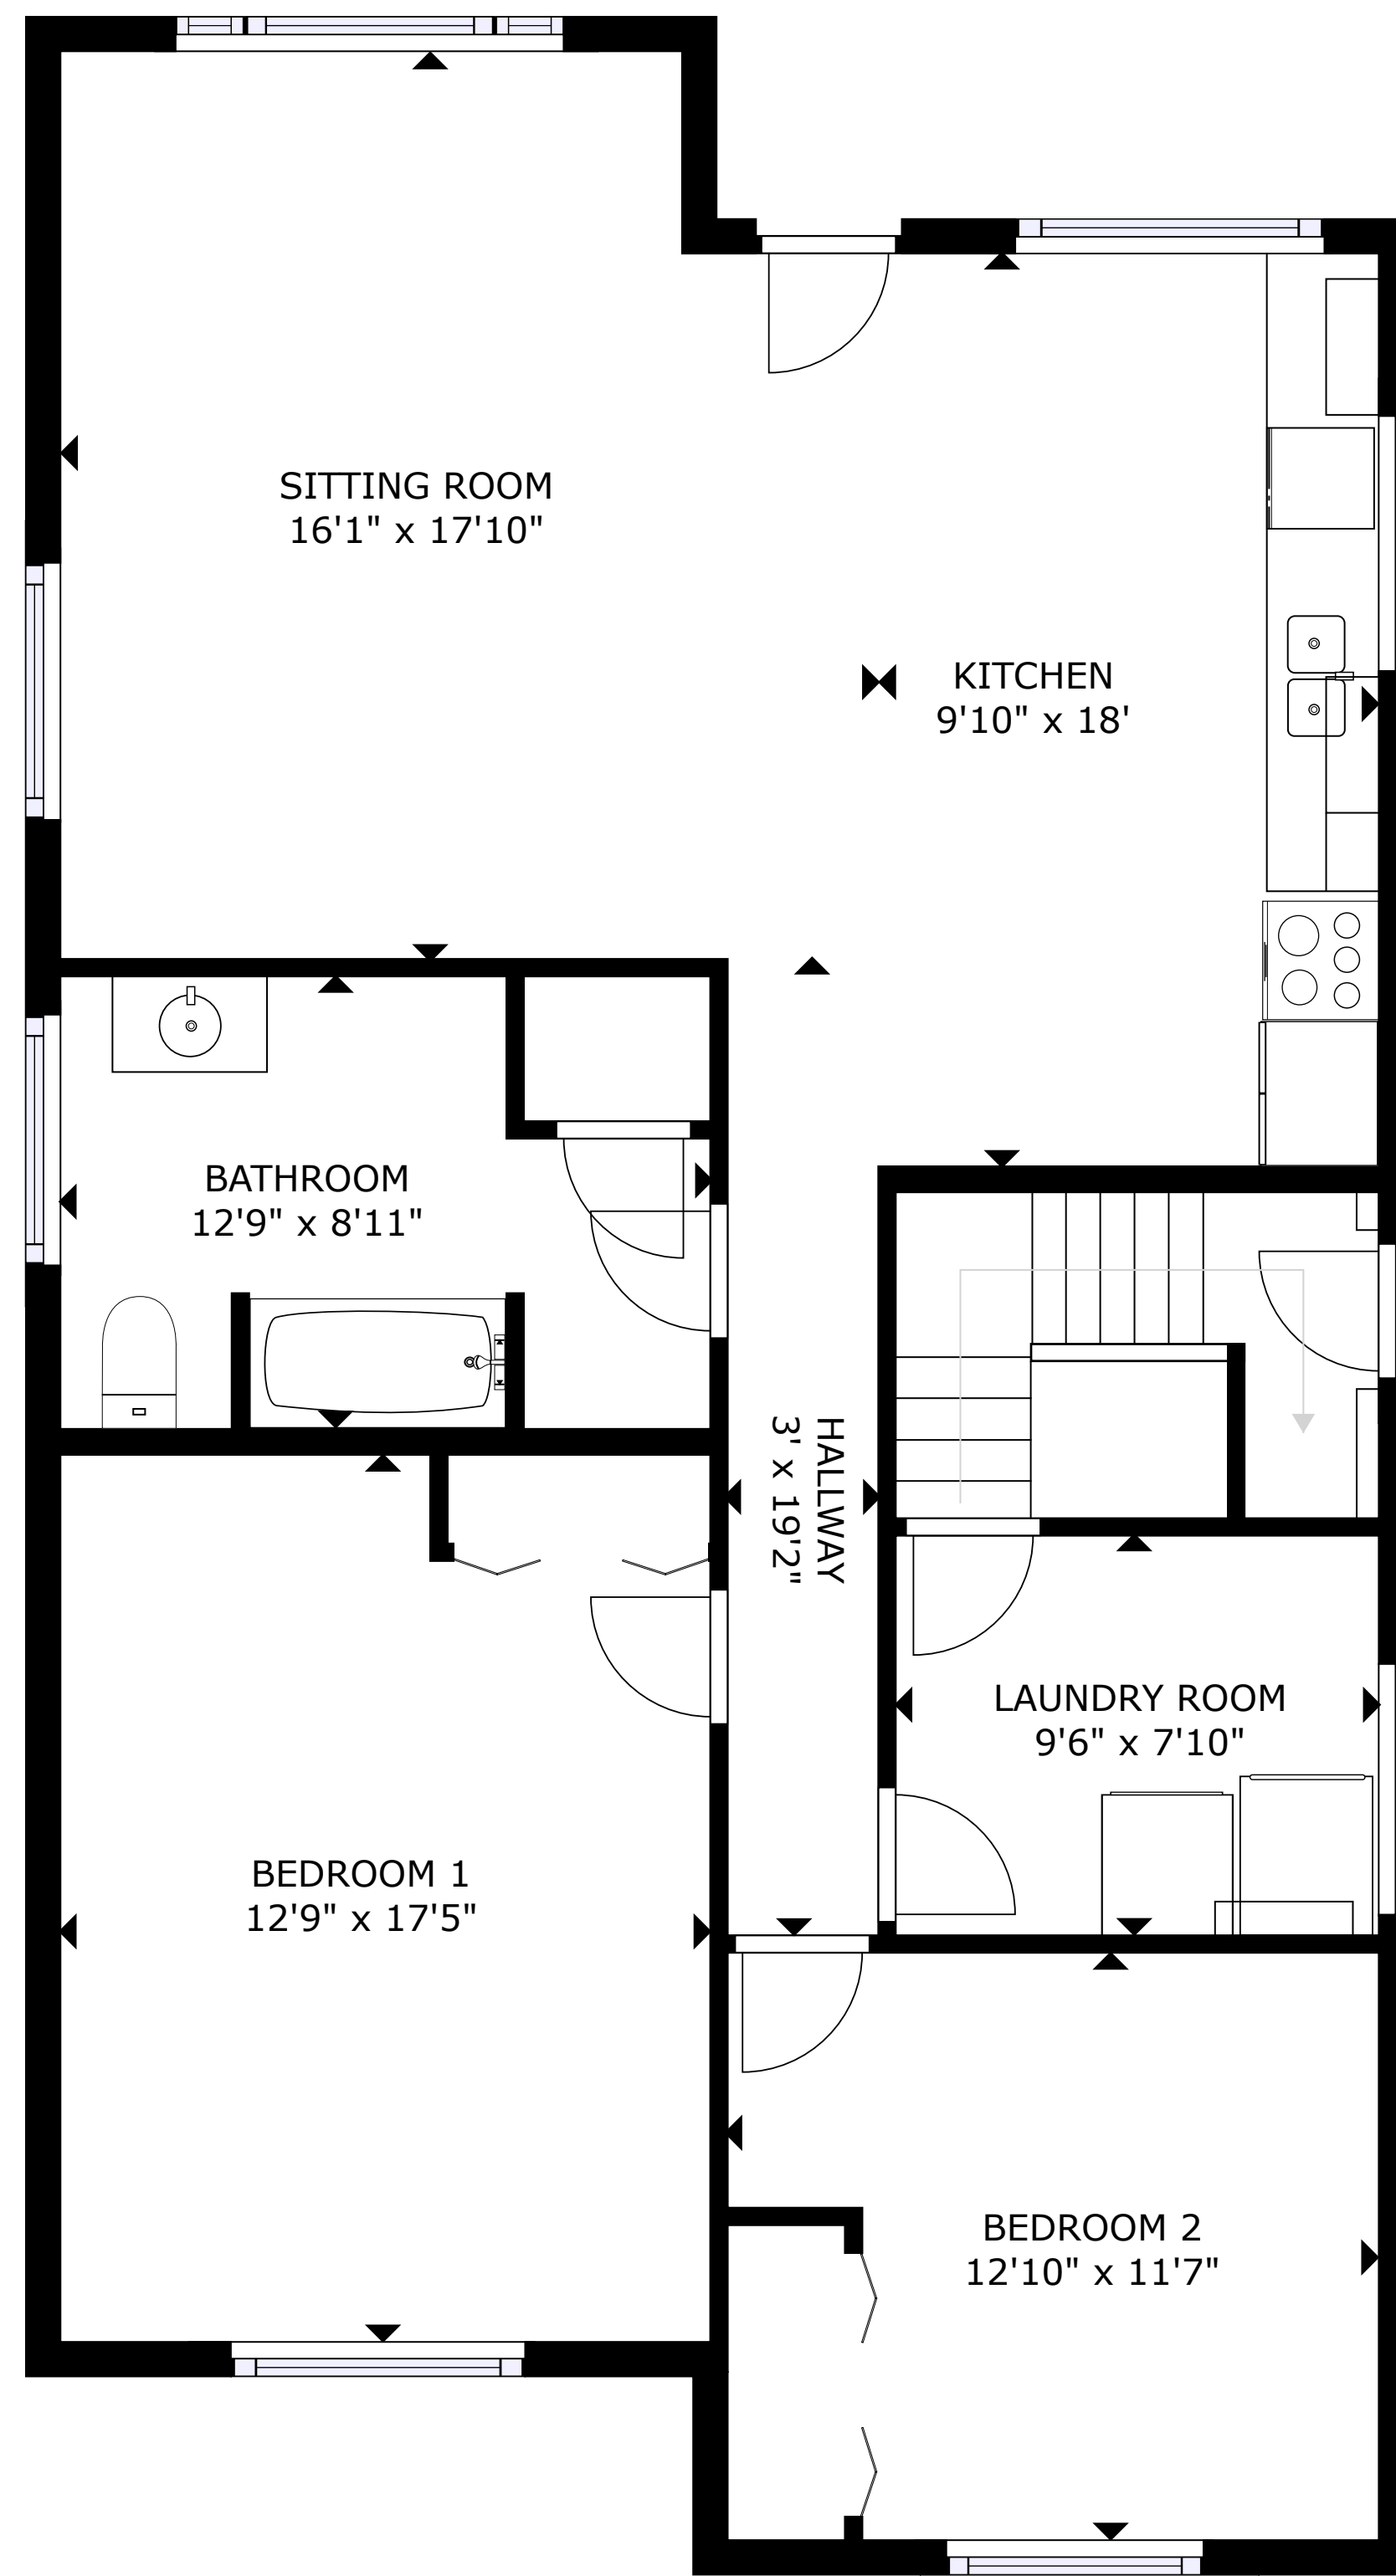 SITTING ROOM
16'1" x 17'10"
KITCHEN
9'10" x 18'
BATHROOM
12'9" x 8'11"
HALLWAY
3' x 19'2"
LAUNDRY ROOM
9'6" x 7'10"
BEDROOM 1
12'9" x 17'5"
BEDROOM 2
12'10" x 11'7"